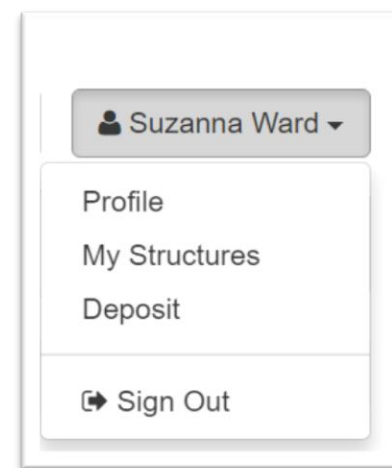 Suzanna Ward
Profile
My Structures
Deposit
Sign Out